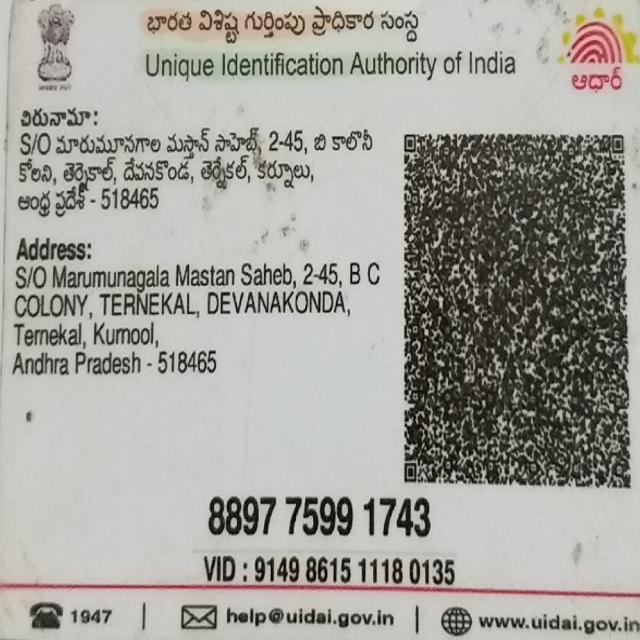 భారత విశిష్ట గుర్తింపు ప్రాధికార సంస్థ
Unique Identification Authority of India
ఆధార్
చిరునామా:
S/O మారుమూనగాల మస్తాన్ సాహెబ్, 2-45, బి కాలొనీ
కోలని, తెర్నెకాల్, దేవనకొండ, తెర్నేకల్, కర్నూలు,
ఆంధ్ర ప్రదేశ్ - 518465
Address:
S/O Marumunagala Mastan Saheb, 2-45, B C
COLONY, TERNEKAL, DEVANAKONDA,
Ternekal, Kurnool,
Andhra Pradesh - 518465
8897 7599 1743
VID : 9149 8615 1118 0135
1947 | help@uidai.gov.in | www.uidai.gov.in